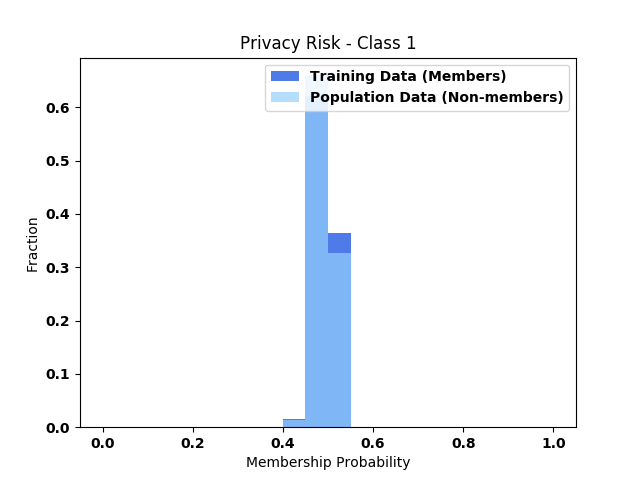 Privacy Risk - Class 1
Training Data (Members)
Population Data (Non-members)
Fraction
0.6
0.5
0.4
0.3
0.2
0.1
0.0
0.0 0.2 0.4 0.6 0.8 1.0
Membership Probability